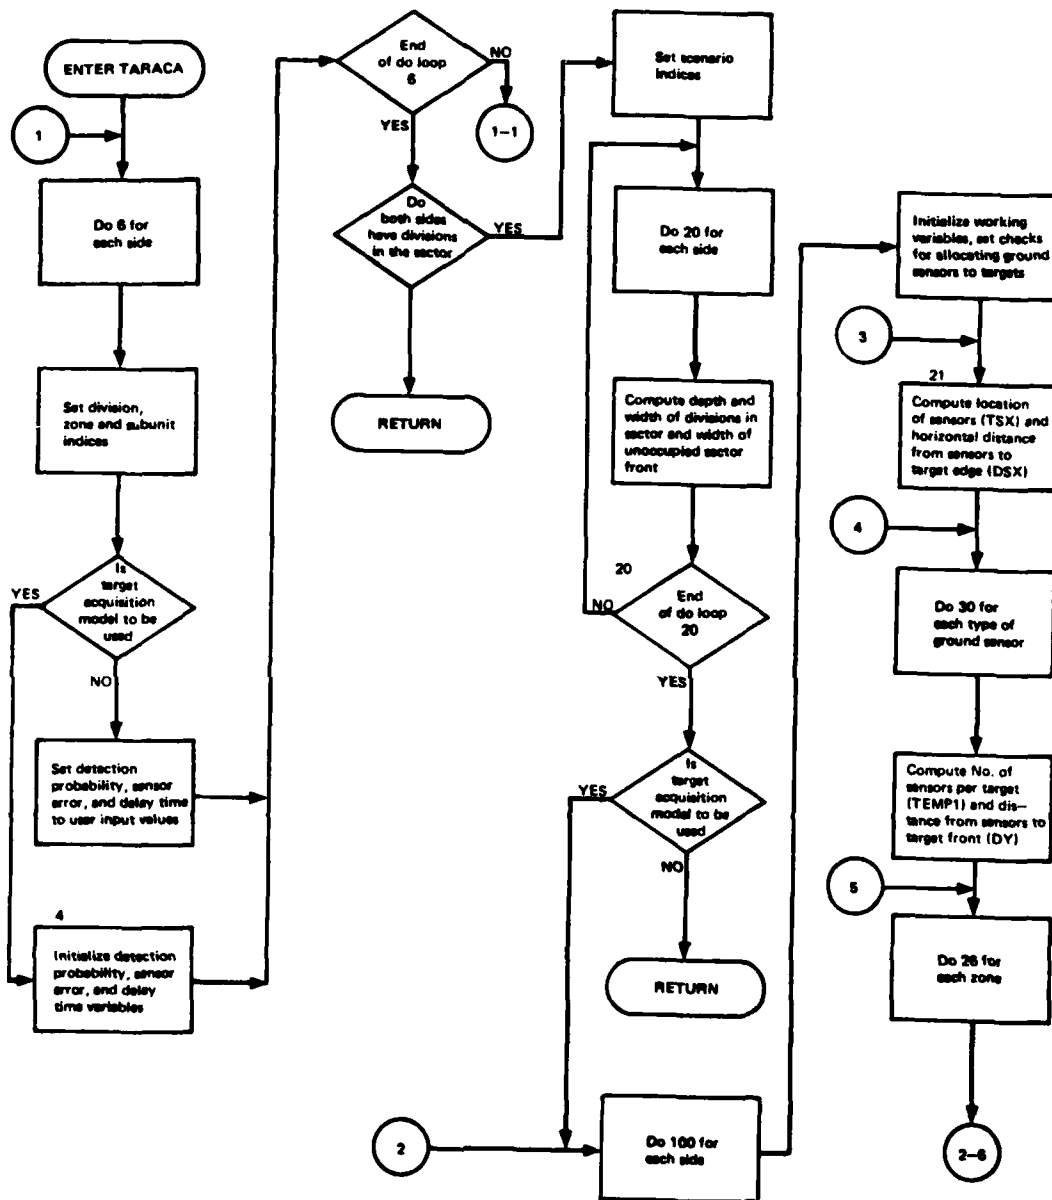 ENTER TARACA
1
Do 6 for
each side
Set division,
zone and subunit
indices
Is
target
acquisition
model to be
used
YES
NO
Set detection
probability, sensor
error, and delay time
to user input values
4
Initialize detection
probability, sensor
error, and delay
time variables
End
of do loop
6
NO
1-1
YES
Do
both sides
have divisions
in the sector
YES
RETURN
Set scenario
Indices
Do 20 for
each side
Compute depth and
width of divisions in
sector and width of
unoccupied sector
front
20
End
of do loop
20
NO
YES
Is
target
acquisition
model to be
used
YES
NO
RETURN
2
Do 100 for
each side
Initialize working
variables, set checks
for allocating ground
sensors to targets
3
21
Compute location
of sensors (TSX) and
horizontal distance
from sensors to
target edge (DSX)
4
Do 30 for
each type of
ground sensor
Compute No. of
sensors per target
(TEMP1) and dis-
tance from sensors to
target front (DY)
5
Do 26 for
each zone
2-6